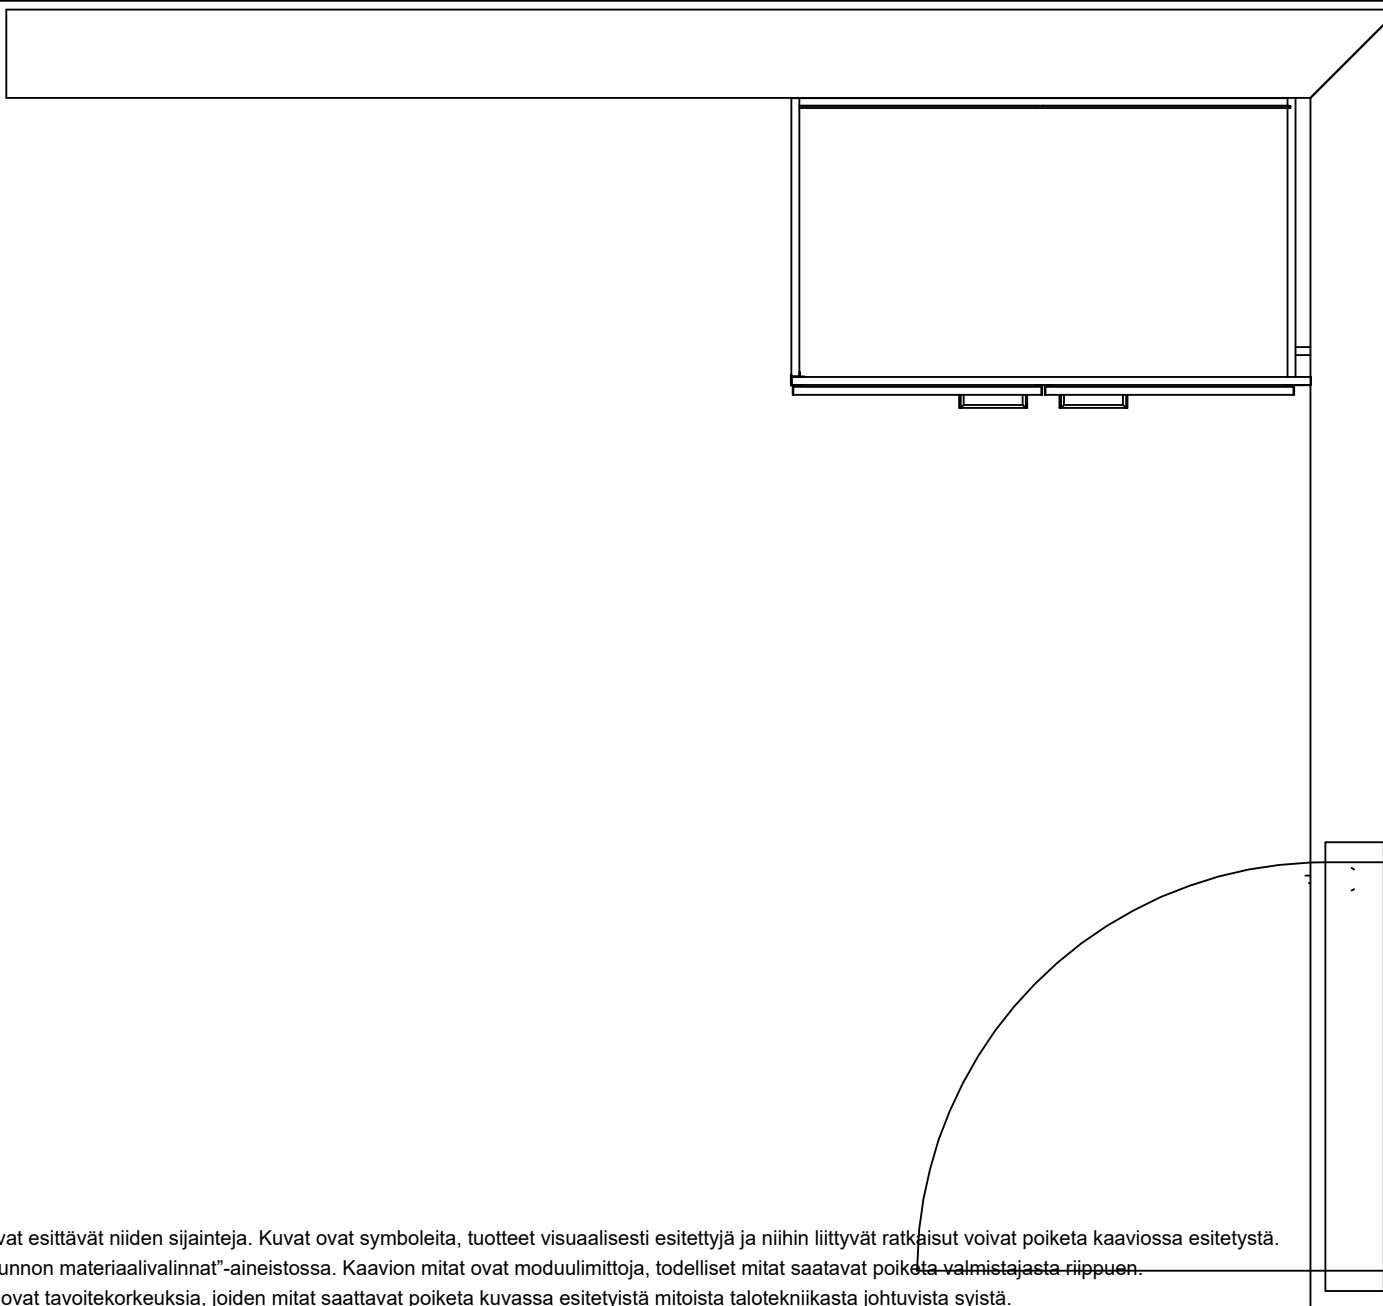 vat esittävät niiden sijainteja. Kuvat ovat symboleita, tuotteet visuaalisesti esitettyjä ja niihin liittyvät ratkaisut voivat poiketa kaaviossa esitetystä.
unnon materiaalivalinnat”-aineistossa. Kaavion mitat ovat moduulimittoja, todelliset mitat saatavat poiketa valmistajasta riippuen.
ovat tavoitekorkeuksia, joiden mitat saattavat poiketa kuvassa esitetyistä mitoista talotekniikasta johtuvista syistä.